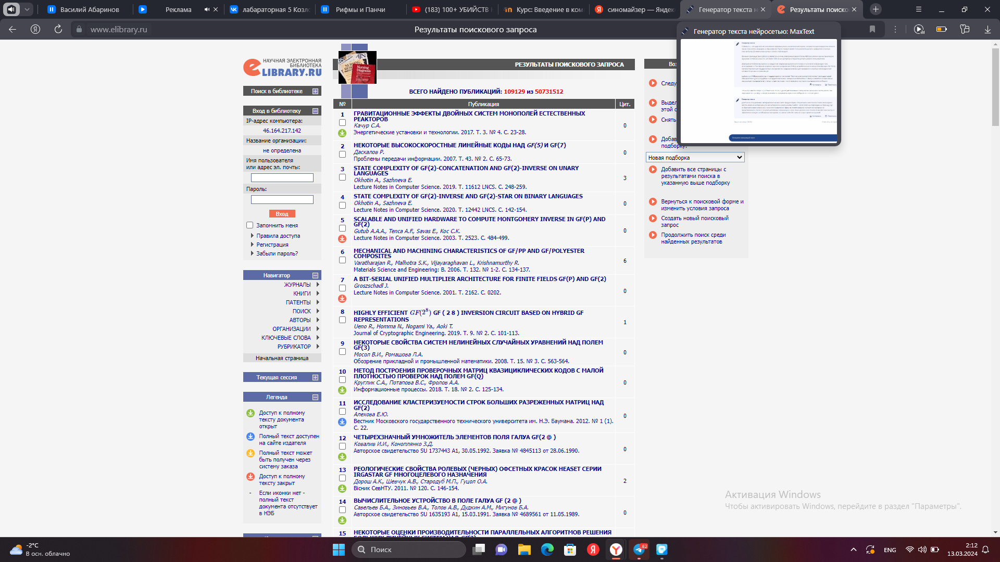 Василий Абаринов
Реклама
лабараторная 5 Козло
Рифмы и Панчи
(183) 100+ УБИЙСТВ
Курс: Введение в ком
синомайзер — Яндек
Генератор текста н
Результаты поиско
www.elibrary.ru
Результаты поискового запроса
Генератор текста нейросетью: MaxText
НАУЧНАЯ ЭЛЕКТРОННАЯ
БИБЛИОТЕКА
eLIBRARY.RU
Поиск в библиотеке
Вход в библиотеку
IP-адрес компьютера:
46.164.217.142
Название организации:
не определена
Имя пользователя
или адрес эл. почты:
Пароль:
Вход
Запомнить меня
Правила доступа
Регистрация
Забыли пароль?
Навигатор
ЖУРНАЛЫ
КНИГИ
ПАТЕНТЫ
ПОИСК
АВТОРЫ
ОРГАНИЗАЦИИ
КЛЮЧЕВЫЕ СЛОВА
РУБРИКАТОР
Начальная страница
Текущая сессия
Легенда
Доступ к полному
тексту документа
открыт
Полный текст доступен
на сайте издателя
Полный текст может
быть получен через
систему заказа
Доступ к полному
тексту закрыт
- Если иконки нет -
полный текст
документа отсутствует
в НЭБ
Nursing
Diagnosis
РЕЗУЛЬТАТЫ ПОИСКОВОГО ЗАПРОСА
ВСЕГО НАЙДЕНО ПУБЛИКАЦИЙ: 109129 из 50731512
№ Публикация Цит.
1 ГРАВИТАЦИОННЫЕ ЭФФЕКТЫ ДВОЙНЫХ СИСТЕМ МОНОПОЛЕЙ ЕСТЕСТВЕННЫХ
РЕАКТОРОВ
Качур С.А. 0
Энергетические установки и технологии. 2017. Т. 3. № 4. С. 23-28.
2 НЕКОТОРЫЕ ВЫСОКОСКОРОСТНЫЕ ЛИНЕЙНЫЕ КОДЫ НАД GF(5) И GF(7)
Даскалов Р. 0
Проблемы передачи информации. 2007. Т. 43. № 2. С. 65-73.
3 STATE COMPLEXITY OF GF(2)-CONCATENATION AND GF(2)-INVERSE ON UNARY
LANGUAGES
Okhotin A., Sazhneva E. 3
Lecture Notes in Computer Science. 2019. Т. 11612 LNCS. С. 248-259.
4 STATE COMPLEXITY OF GF(2)-INVERSE AND GF(2)-STAR ON BINARY LANGUAGES
Okhotin A., Sazhneva E. 0
Lecture Notes in Computer Science. 2020. Т. 12442 LNCS. С. 142-154.
5 SCALABLE AND UNIFIED HARDWARE TO COMPUTE MONTGOMERY INVERSE IN GF(P) AND
GF(2)
Gutub A.A.A., Tenca A.F., Savas E., Koc C.K. 0
Lecture Notes in Computer Science. 2003. Т. 2523. С. 484-499.
6 MECHANICAL AND MACHINING CHARACTERISTICS OF GF/PP AND GF/POLYESTER
COMPOSITES
Varatharajan R., Malhotra S.K., Vijayaraghavan L., Krishnamurthy R. 6
Materials Science and Engineering: B. 2006. Т. 132. № 1-2. С. 134-137.
7 A BIT-SERIAL UNIFIED MULTIPLIER ARCHITECTURE FOR FINITE FIELDS GF(P) AND GF(2)
Groszschadl J. 0
Lecture Notes in Computer Science. 2001. Т. 2162. С. 0202.
8 HIGHLY EFFICIENT GF(2⁸) GF ( 2 8 ) INVERSION CIRCUIT BASED ON HYBRID GF
REPRESENTATIONS
Ueno R., Homma N., Nogami Ya., Aoki T. 1
Journal of Cryptographic Engineering. 2019. Т. 9. № 2. С. 101-113.
9 НЕКОТОРЫЕ СВОЙСТВА СИСТЕМ НЕЛИНЕЙНЫХ СЛУЧАЙНЫХ УРАВНЕНИЙ НАД ПОЛЕМ
GF(3)
Мосол В.И., Ромашова Л.А. 0
Обозрение прикладной и промышленной математики. 2008. Т. 15. № 3. С. 563-564.
10 МЕТОД ПОСТРОЕНИЯ ПРОВЕРОЧНЫХ МАТРИЦ КВАЗИЦИКЛИЧЕСКИХ КОДОВ С МАЛОЙ
ПЛОТНОСТЬЮ ПРОВЕРОК НАД ПОЛЕМ GF(Q)
Круглик С.А., Потапова В.С., Фролов А.А. 0
Информационные процессы. 2018. Т. 18. № 2. С. 125-134.
11 ИССЛЕДОВАНИЕ КЛАСТЕРИЗУЕМОСТИ СТРОК БОЛЬШИХ РАЗРЕЖЕННЫХ МАТРИЦ НАД
GF(2)
Алехова Е.Ю. 0
Вестник Московского государственного технического университета им. Н.Э. Баумана. 2012. № 1 (1).
С. 22.
12 ЧЕТЫРЕХЗНАЧНЫЙ УМНОЖИТЕЛЬ ЭЛЕМЕНТОВ ПОЛЯ ГАЛУА GF(2 @ )
Ковалив И.И., Коноплянко З.Д. 0
Авторское свидетельство SU 1737443 A1, 30.05.1992. Заявка № 4845113 от 28.06.1990.
13 РЕОЛОГИЧЕСКИЕ СВОЙСТВА РОЛЕВЫХ (ЧЕРНЫХ) ОФСЕТНЫХ КРАСОК HEASET СЕРИИ
IRGASTAR GF МНОГОЦЕЛЕВОГО НАЗНАЧЕНИЯ
Дорош А.К., Шевчук А.В., Стародуб М.П., Гуцол О.А. 2
Вісник СевНТУ. 2011. № 120. С. 146-154.
14 ВЫЧИСЛИТЕЛЬНОЕ УСТРОЙСТВО В ПОЛЕ ГАЛУА GF (2 @ )
Савельев Б.А., Зиновьев В.А., Толов А.В., Дудкин А.М., Мигунов Б.А. 0
Авторское свидетельство SU 1635193 A1, 15.03.1991. Заявка № 4689561 от 11.05.1989.
15 НЕКОТОРЫЕ ОЦЕНКИ ПРОИЗВОДИТЕЛЬНОСТИ ПАРАЛЛЕЛЬНЫХ АЛГОРИТМОВ РЕШЕНИЯ
Воз
Следу
Выдел
этой с
Снять
Добав
подборку:
Новая подборка
Добавить все страницы с
результатами поиска в
указанную выше подборку
Вернуться к поисковой форме и
изменить условия запроса
Создать новый поисковый
запрос
Продолжить поиск среди
найденных результатов
Активация Windows
Чтобы активировать Windows, перейдите в раздел "Параметры".
-2°C
В осн. облачно
Поиск
62
ENG
2:12
13.03.2024